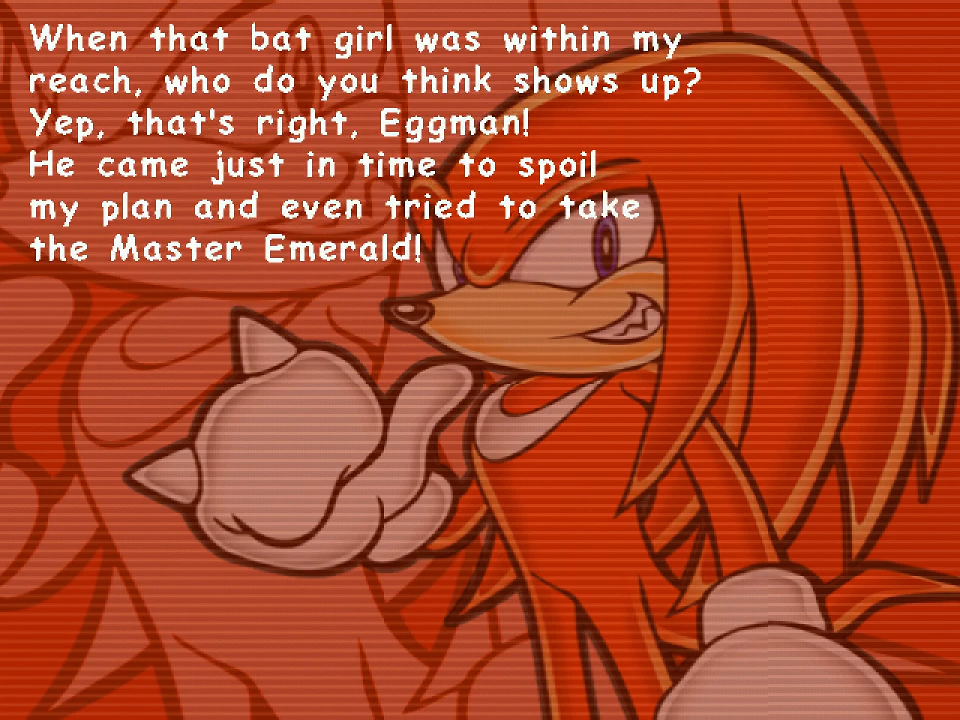 When that bat girl was within my
reach, who do you think shows up?
Yep, that's right, Eggman!
He came just in time to spoil
my plan and even tried to take
the Master Emerald!